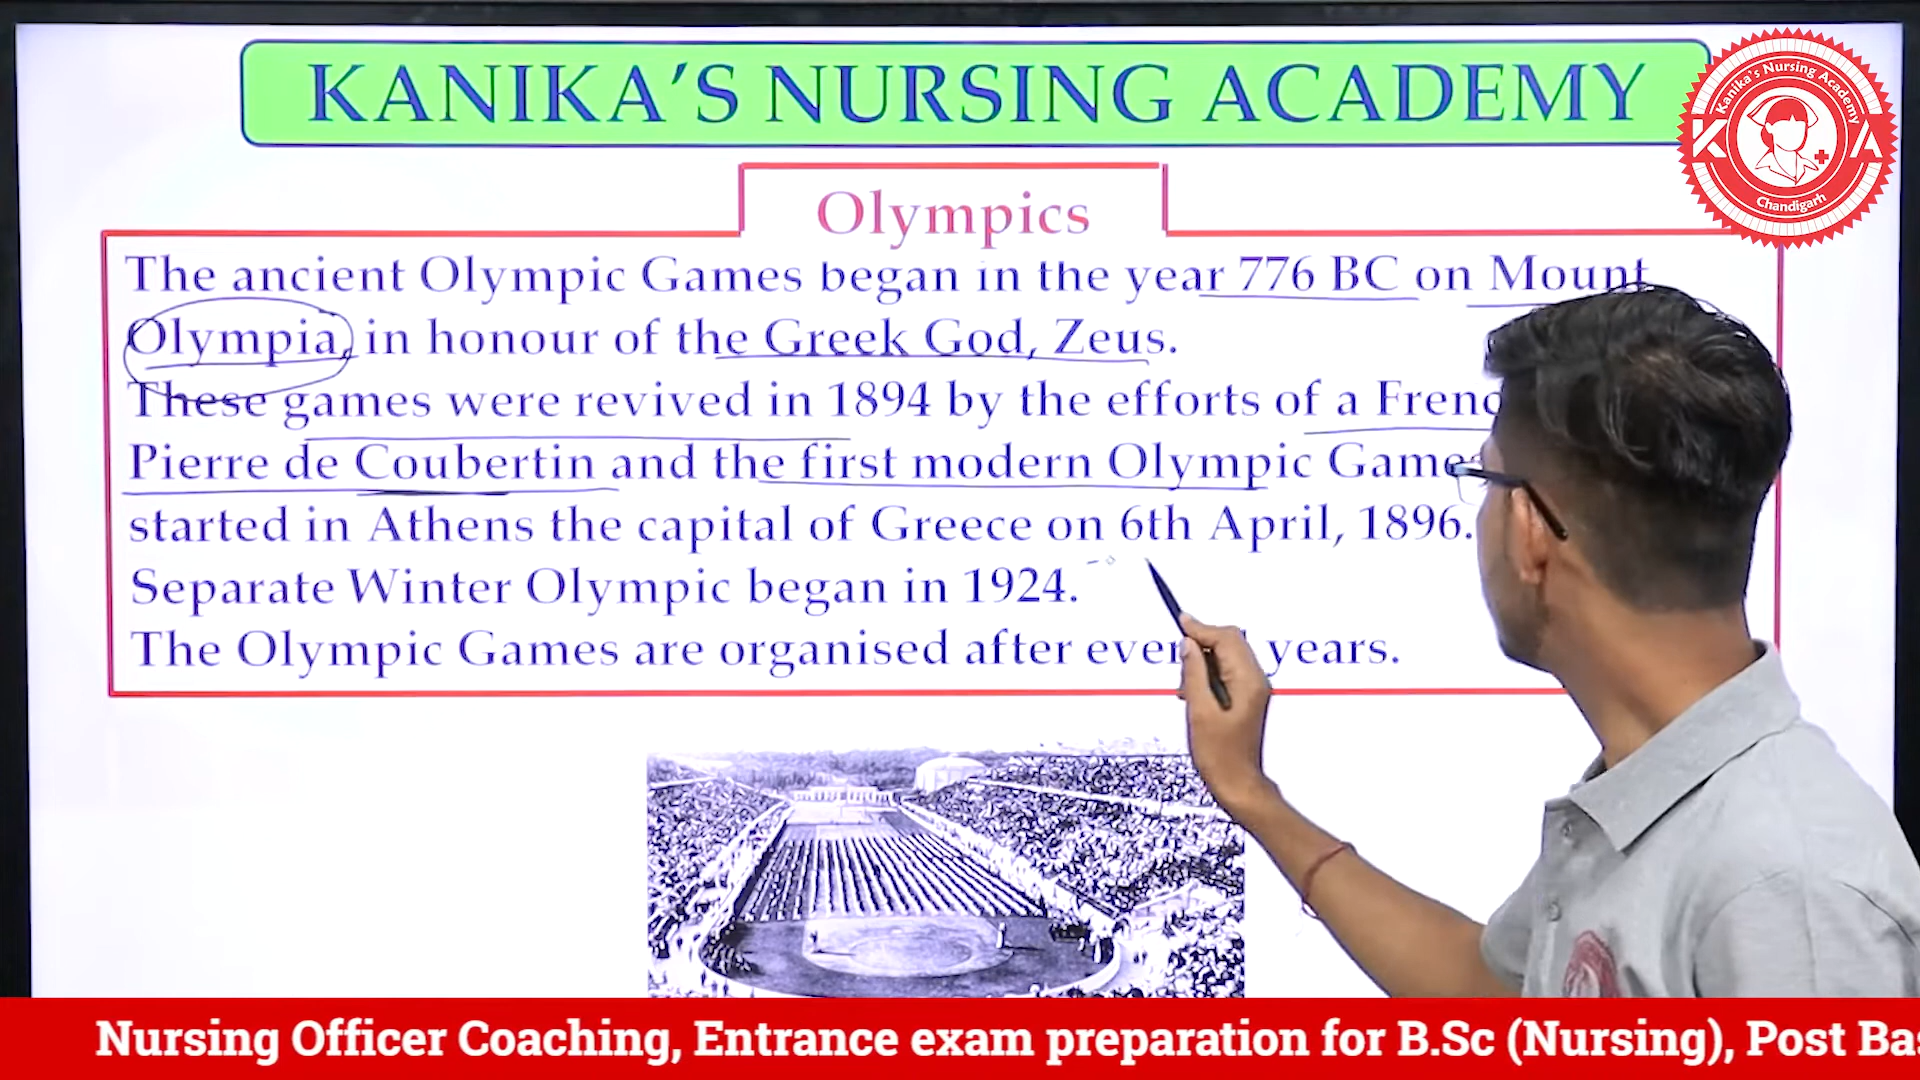 KANIKA'S NURSING ACADEMY
Kanika's Nursing Academy
K A
Chandigarh
Olympics
The ancient Olympic Games began in the year 776 BC on Mount
Olympia, in honour of the Greek God, Zeus.
These games were revived in 1894 by the efforts of a
Pierre de Coubertin and the first modern Olympic Games
started in Athens the capital of Greece on 6th April, 1896.
Separate Winter Olympic began in 1924.
The Olympic Games are organised after years.
Nursing Officer Coaching, Entrance exam preparation for B.Sc (Nursing), Post